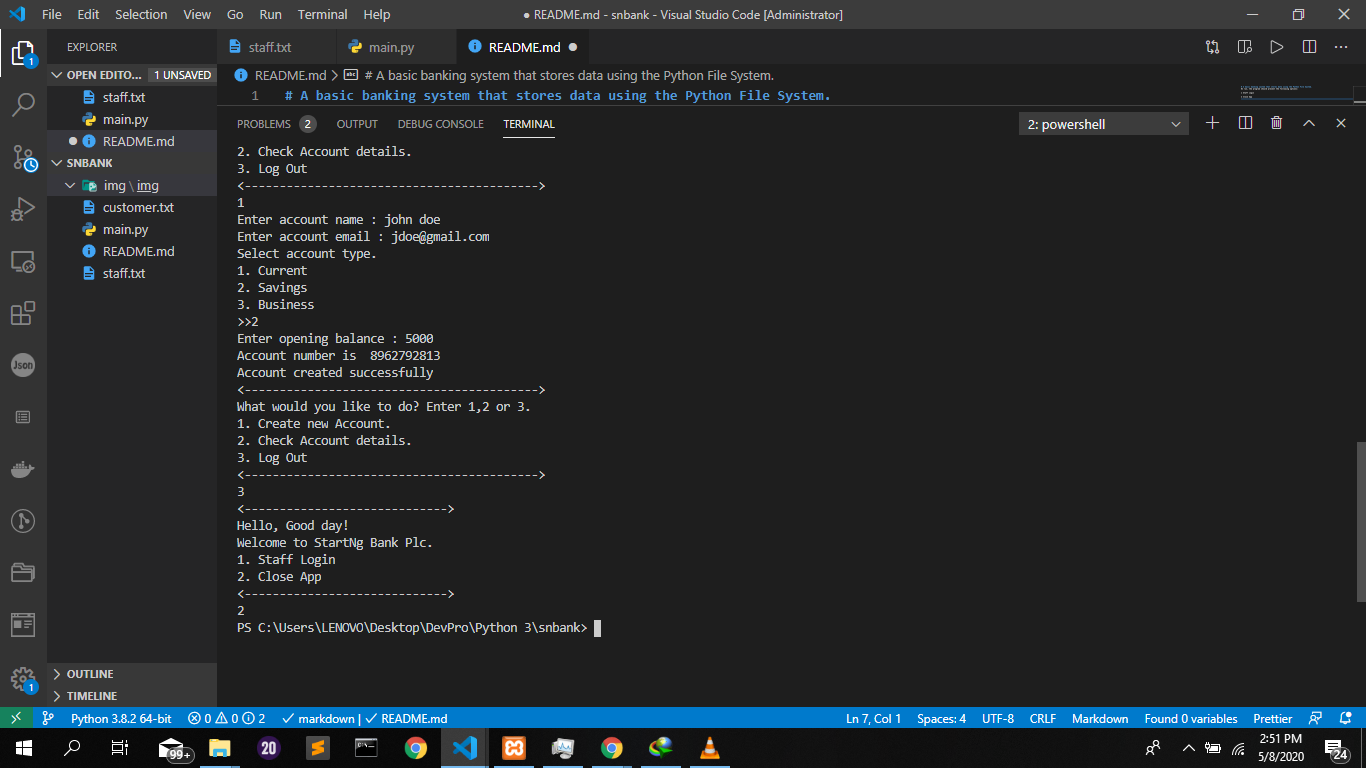 File Edit Selection View Go Run Terminal Help ● README.md - snbank - Visual Studio Code [Administrator]
EXPLORER
staff.txt main.py README.md
OPEN EDITO... 1 UNSAVED
staff.txt
main.py
README.md
SNBANK
img \ img
customer.txt
main.py
README.md
staff.txt
OUTLINE
TIMELINE
1
1
Json
README.md > # A basic banking system that stores data using the Python File System.
1 # A basic banking system that stores data using the Python File System.
PROBLEMS 2 OUTPUT DEBUG CONSOLE TERMINAL 2: powershell
2. Check Account details.
3. Log Out
<------------------------------------------>
1
Enter account name : john doe
Enter account email : jdoe@gmail.com
Select account type.
1. Current
2. Savings
3. Business
>>2
Enter opening balance : 5000
Account number is  8962792813
Account created successfully
<------------------------------------------>
What would you like to do? Enter 1,2 or 3.
1. Create new Account.
2. Check Account details.
3. Log Out
<------------------------------------------>
3
<----------------------------->
Hello, Good day!
Welcome to StartNg Bank Plc.
1. Staff Login
2. Close App
<----------------------------->
2
PS C:\Users\LENOVO\Desktop\DevPro\Python 3\snbank>
Python 3.8.2 64-bit 0 0 2 markdown | README.md Ln 7, Col 1 Spaces: 4 UTF-8 CRLF Markdown Found 0 variables Prettier
99+ 20 2:51 PM
5/8/2020 24